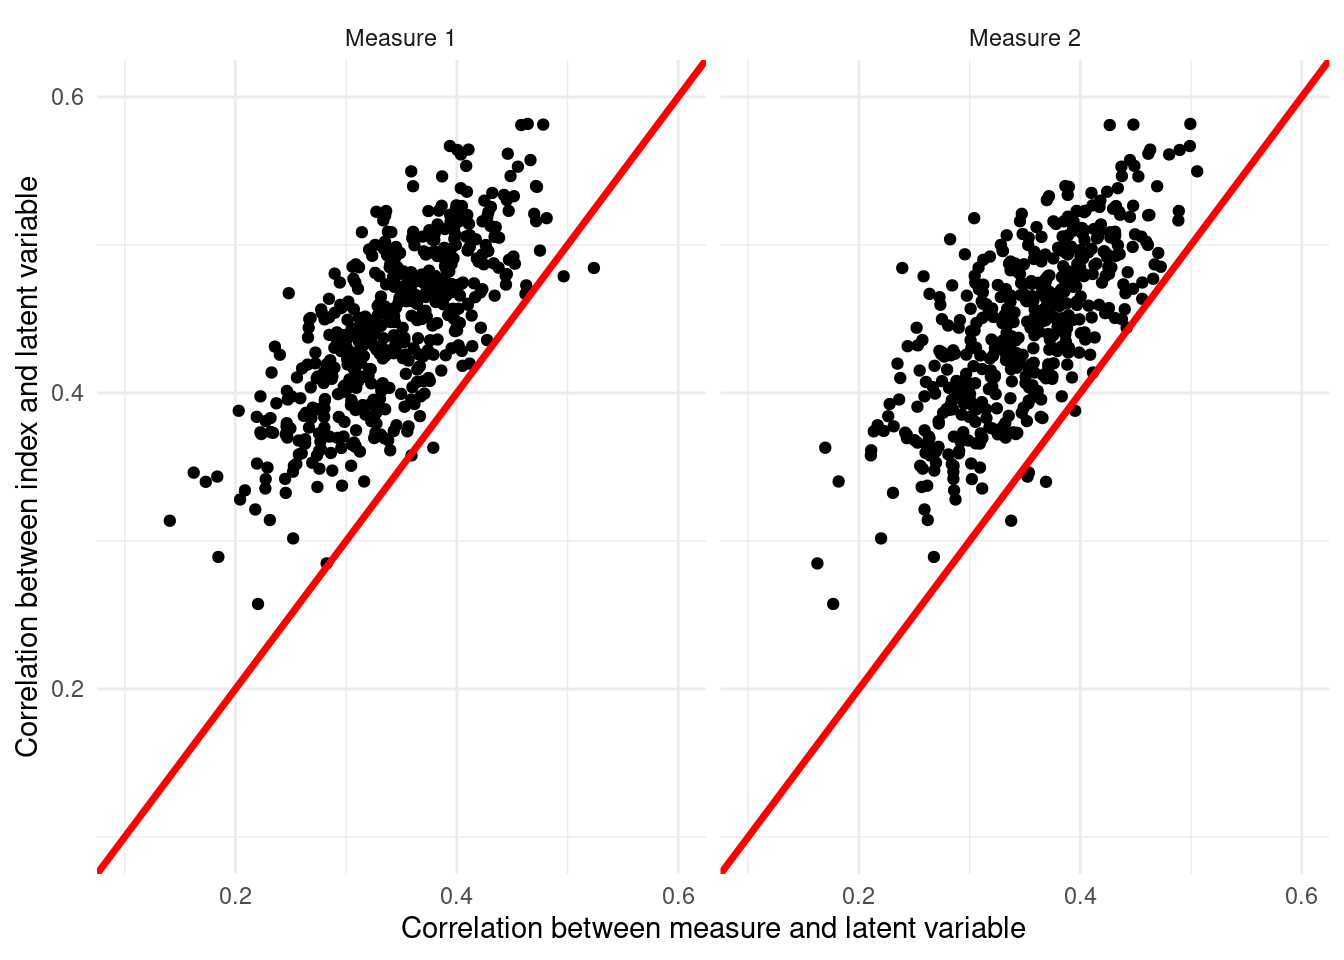 Measure 1
Measure 2
Correlation between index and latent variable
0.6
0.4
0.2
0.2
0.4
0.6
0.2
0.4
0.6
Correlation between measure and latent variable